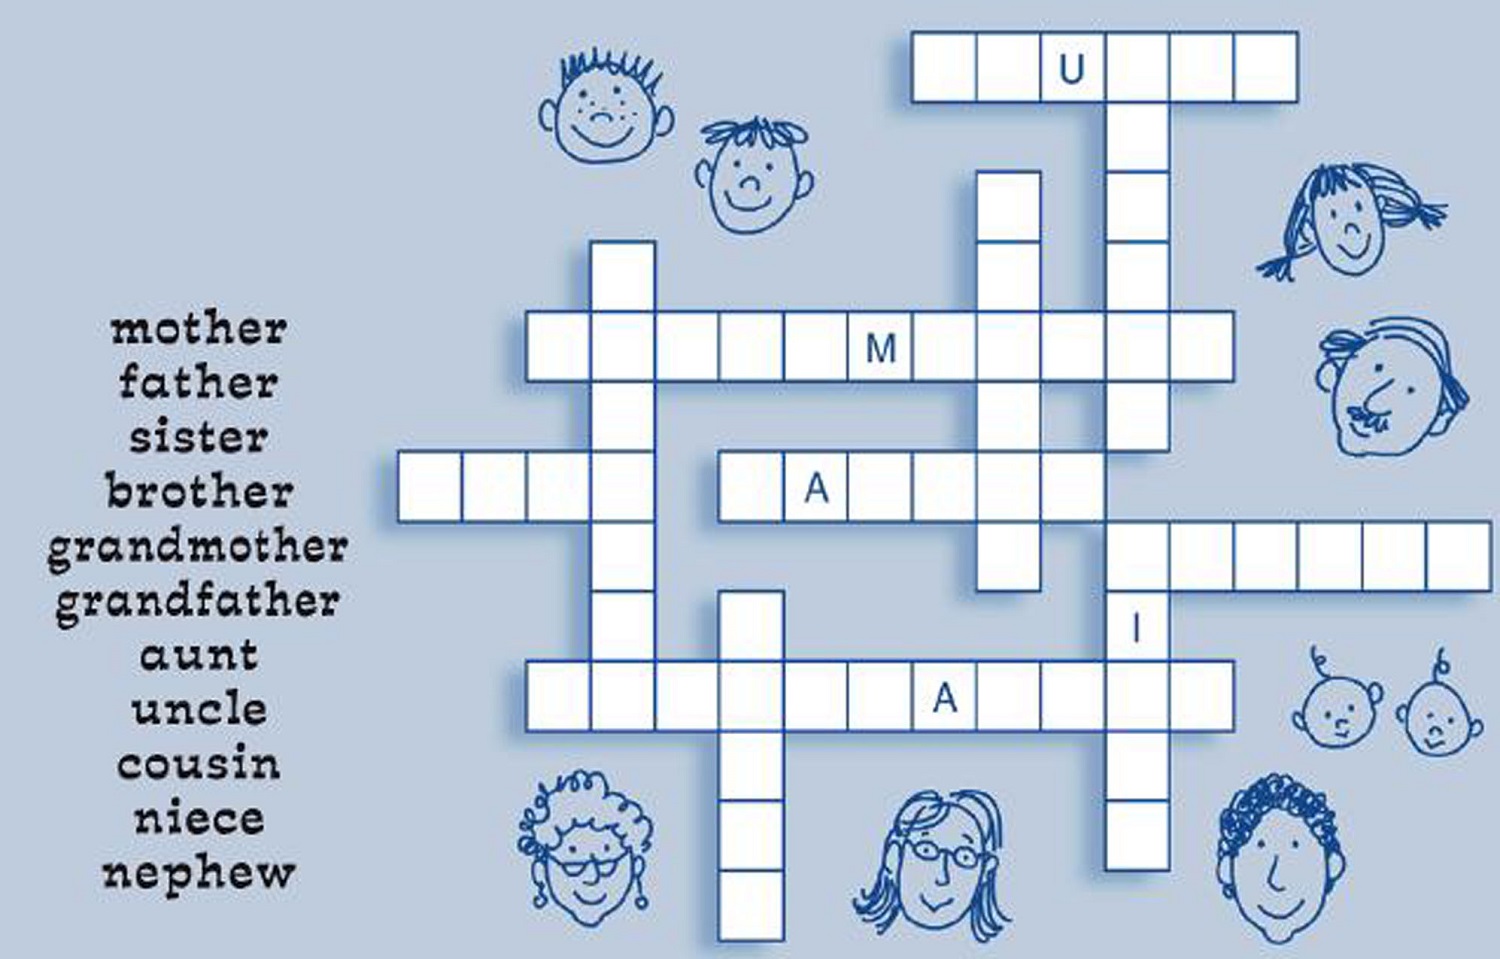 U
mother
M
father
sister
brother
A
grandmother
grandfather
I
aunt
A
uncle
cousin
niece
nephew